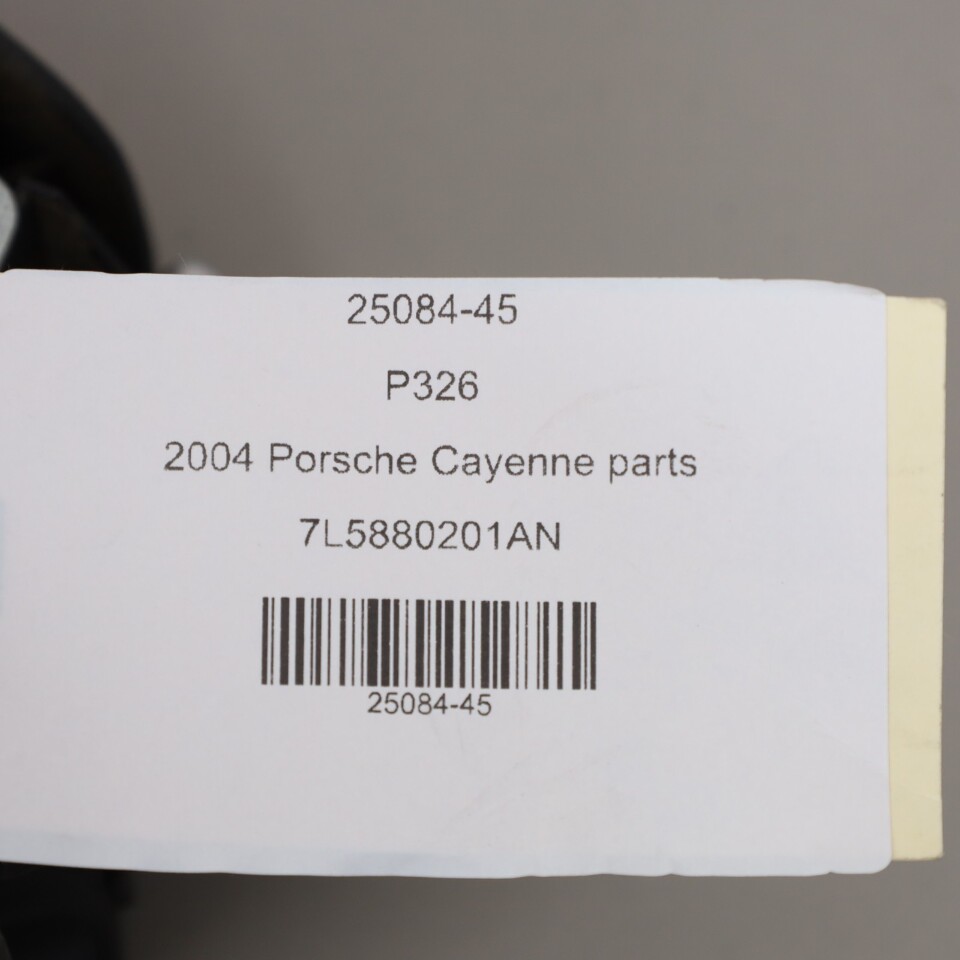 25084-45
P326
2004 Porsche Cayenne parts
7L5880201AN
25084-45